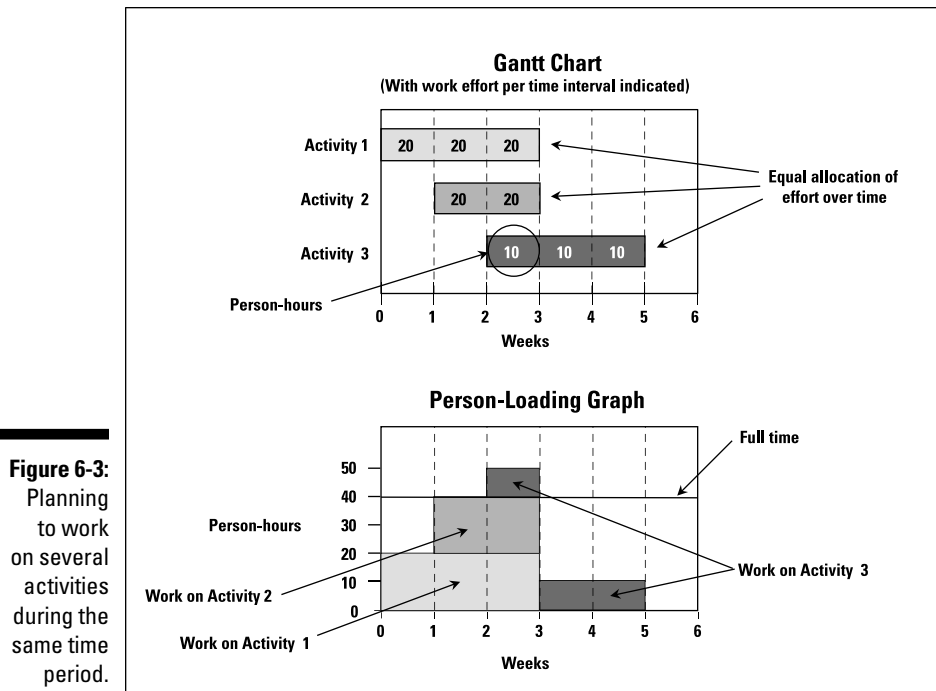 Gantt Chart
(With work effort per time interval indicated)
Activity 1
20 20 20
Activity 2
20 20
Equal allocation of
effort over time
Activity 3
10 10 10
Person-hours
0 1 2 3 4 5 6
Weeks
Person-Loading Graph
Full time
50
40
Person-hours
30
20
10
0
Work on Activity 2
Work on Activity 1
Work on Activity 3
0 1 2 3 4 5 6
Weeks
Figure 6-3:
Planning
to work
on several
activities
during the
same time
period.